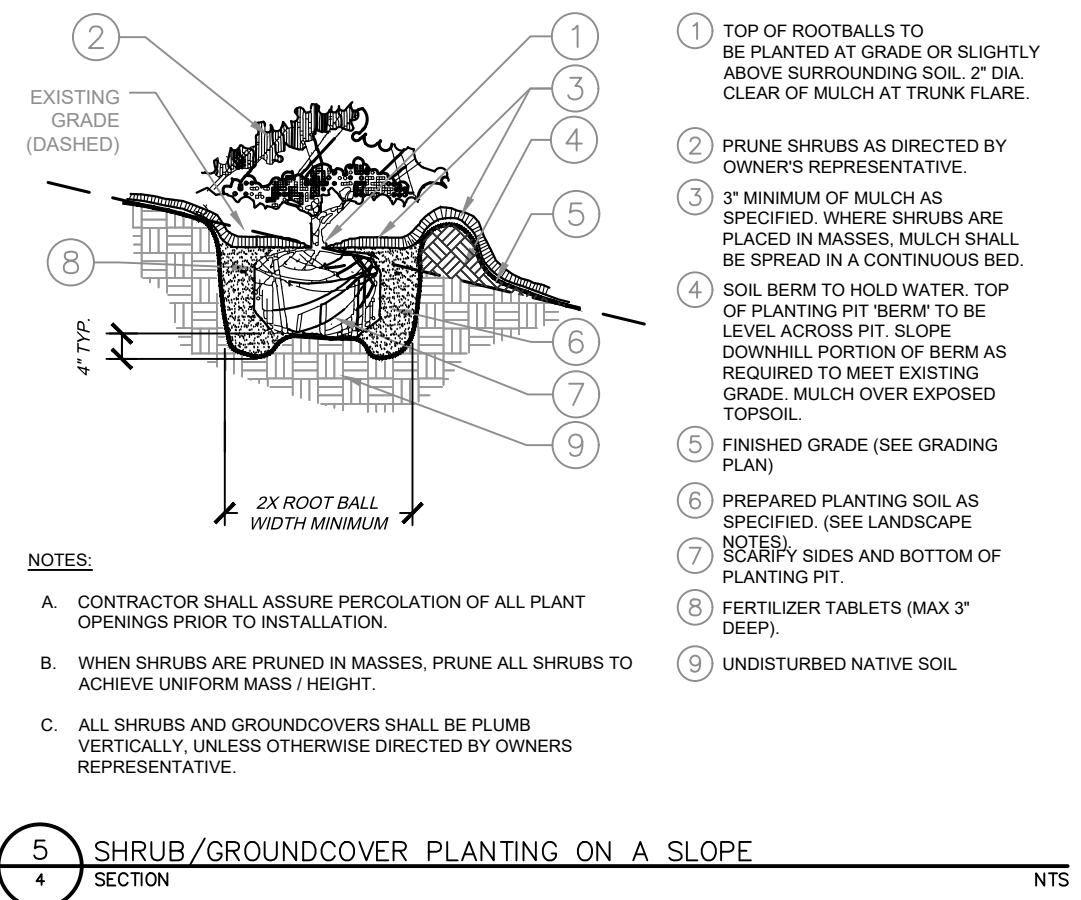 2
1
EXISTING
GRADE
(DASHED)
3
4
5
8
4" TYP.
6
7
9
2X ROOT BALL
WIDTH MINIMUM
1 TOP OF ROOTBALLS TO
BE PLANTED AT GRADE OR SLIGHTLY
ABOVE SURROUNDING SOIL. 2" DIA.
CLEAR OF MULCH AT TRUNK FLARE.
2 PRUNE SHRUBS AS DIRECTED BY
OWNER'S REPRESENTATIVE.
3 3" MINIMUM OF MULCH AS
SPECIFIED. WHERE SHRUBS ARE
PLACED IN MASSES, MULCH SHALL
BE SPREAD IN A CONTINUOUS BED.
4 SOIL BERM TO HOLD WATER. TOP
OF PLANTING PIT 'BERM' TO BE
LEVEL ACROSS PIT. SLOPE
DOWNHILL PORTION OF BERM AS
REQUIRED TO MEET EXISTING
GRADE. MULCH OVER EXPOSED
TOPSOIL.
5 FINISHED GRADE (SEE GRADING
PLAN)
6 PREPARED PLANTING SOIL AS
SPECIFIED. (SEE LANDSCAPE
NOTES).
7 SCARIFY SIDES AND BOTTOM OF
PLANTING PIT.
8 FERTILIZER TABLETS (MAX 3"
DEEP).
9 UNDISTURBED NATIVE SOIL
NOTES:
A. CONTRACTOR SHALL ASSURE PERCOLATION OF ALL PLANT
OPENINGS PRIOR TO INSTALLATION.
B. WHEN SHRUBS ARE PRUNED IN MASSES, PRUNE ALL SHRUBS TO
ACHIEVE UNIFORM MASS / HEIGHT.
C. ALL SHRUBS AND GROUNDCOVERS SHALL BE PLUMB
VERTICALLY, UNLESS OTHERWISE DIRECTED BY OWNERS
REPRESENTATIVE.
5 SHRUB/GROUNDCOVER PLANTING ON A SLOPE
4 SECTION NTS